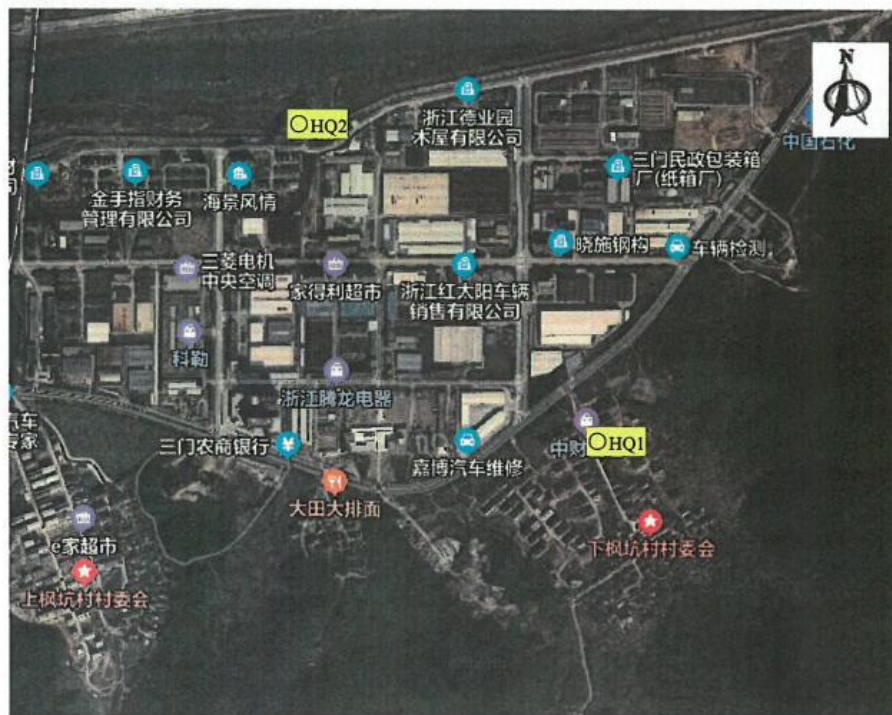 N
浙江德业园
木屋有限公司
○HQ2
中国石化
三门民政包装箱
厂(纸箱厂)
司
金手指财务
管理有限公司
海景风情
晓施钢构
车辆检测
三菱电机
中央空调
家得利超市
浙江红太阳车辆
销售有限公司
科勒
浙江腾龙电器
汽车
专家
三门农商银行
¥
嘉博汽车维修
中财
○HQ1
大田大排面
e家超市
下枫坑村村委会
上枫坑村村委会